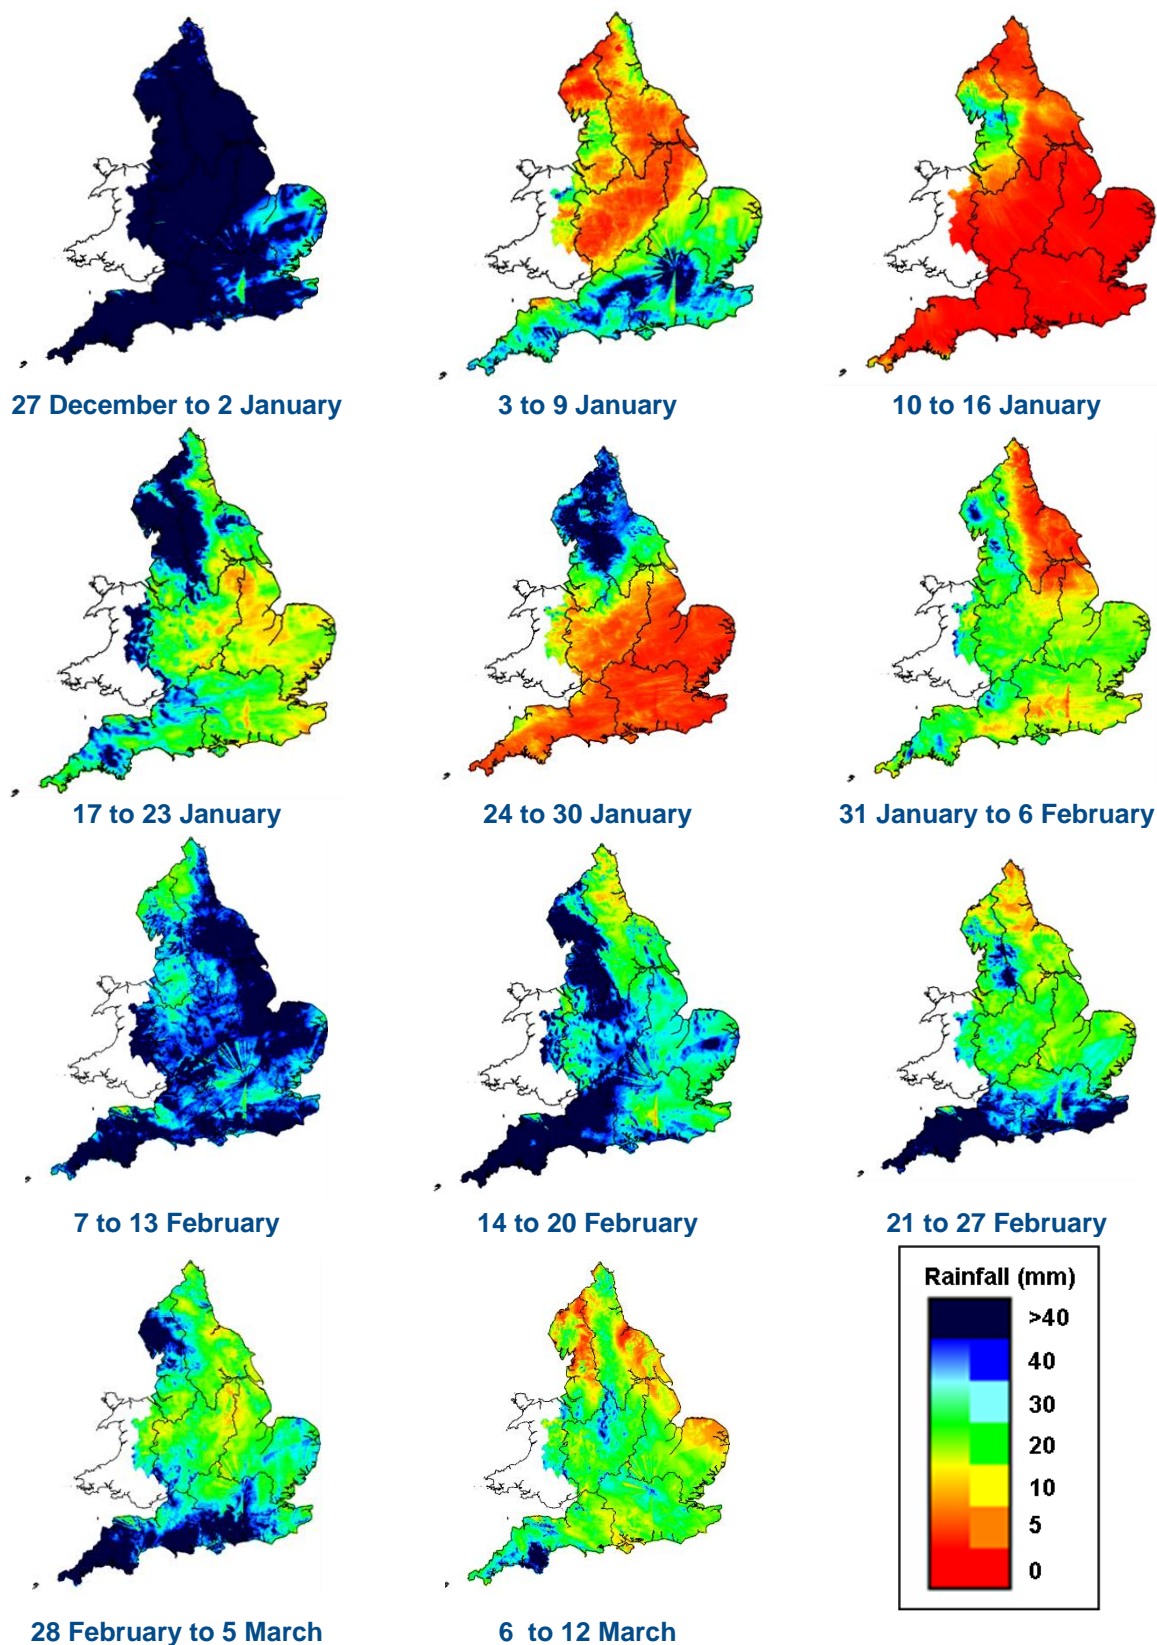 27 December to 2 January
3 to 9 January
10 to 16 January
17 to 23 January
24 to 30 January
31 January to 6 February
7 to 13 February
14 to 20 February
21 to 27 February
Rainfall (mm)
>40
40
30
20
10
5
0
28 February to 5 March
6 to 12 March